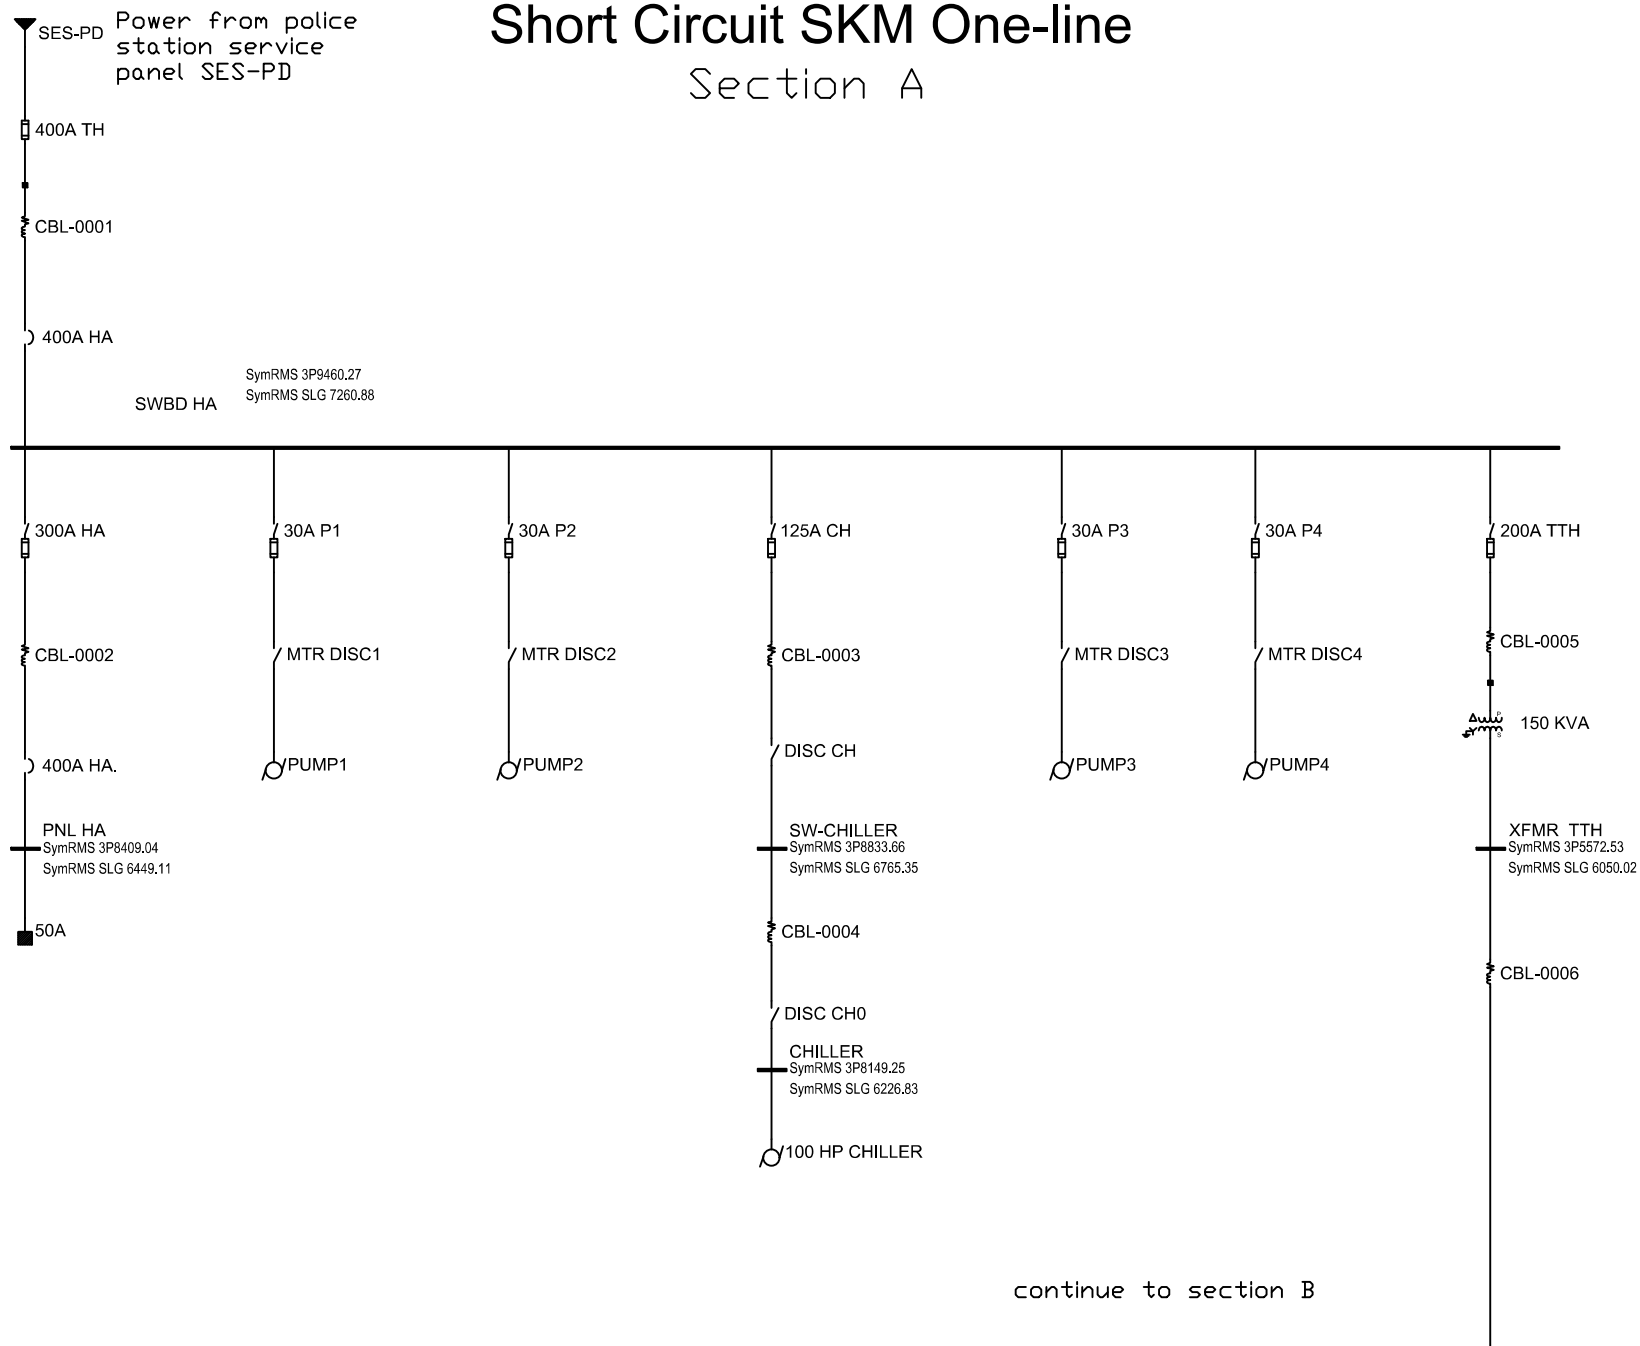 Short Circuit SKM One-line
Section A
SES-PD
Power from police
station service
panel SES-PD
400A TH
CBL-0001
400A HA
SymRMS 3P9460.27
SymRMS SLG 7260.88
SWBD HA
300A HA
30A P1
30A P2
125A CH
30A P3
30A P4
200A TTH
CBL-0002
MTR DISC1
MTR DISC2
CBL-0003
MTR DISC3
MTR DISC4
CBL-0005
P
S
150 KVA
DISC CH
400A HA.
PUMP1
PUMP2
PUMP3
PUMP4
PNL HA
SymRMS 3P8409.04
SymRMS SLG 6449.11
SW-CHILLER
SymRMS 3P8833.66
SymRMS SLG 6765.35
XFMR TTH
SymRMS 3P5572.53
SymRMS SLG 6050.02
50A
CBL-0004
CBL-0006
DISC CH0
CHILLER
SymRMS 3P8149.25
SymRMS SLG 6226.83
100 HP CHILLER
continue to section B